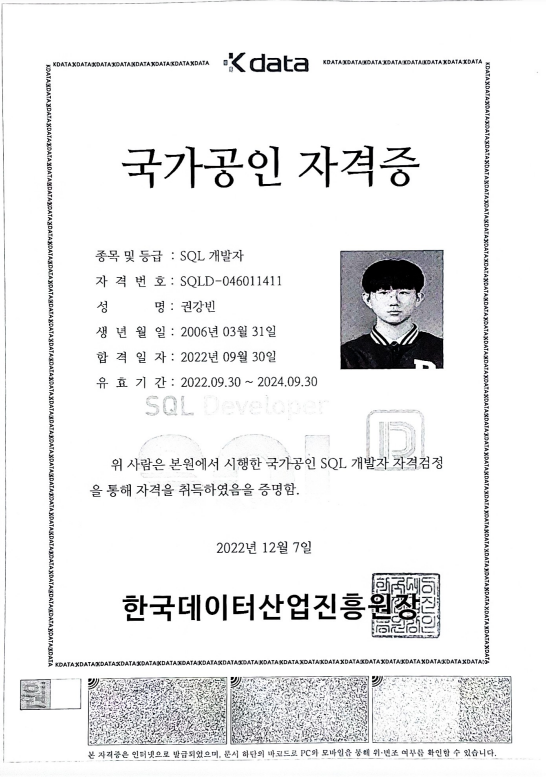 Kdata
국가공인 자격증
종목 및 등급 : SQL 개발자
자 격 번 호 : SQLD-046011411
성 명 : 권강빈
생 년 월 일 : 2006년 03월 31일
합 격 일 자 : 2022년 09월 30일
유 효 기 간 : 2022.09.30 ~ 2024.09.30
SQL Developer
SQL
위 사람은 본원에서 시행한 국가공인 SQL 개발자 자격검정
을 통해 자격을 취득하였음을 증명함.
2022년 12월 7일
한국데이터산업진흥원장
본 자격증은 인터넷으로 발급되었으며, 문서 하단의 바코드로 PC와 모바일을 통해 위·변조 여부를 확인할 수 있습니다.